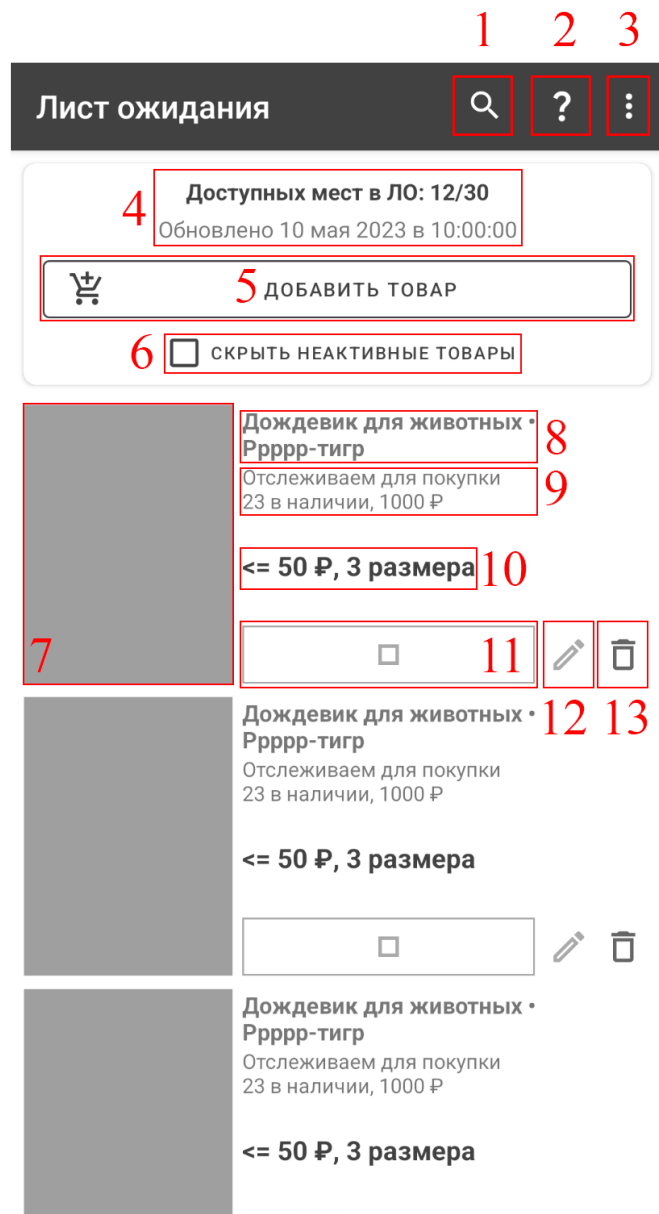 1 2 3
Лист ожидания ?
4
Доступных мест в ЛО: 12/30
Обновлено 10 мая 2023 в 10:00:00
5 ДОБАВИТЬ ТОВАР
6 СКРЫТЬ НЕАКТИВНЫЕ ТОВАРЫ
7
Дождевик для животных •
Ррррр-тигр
8
Отслеживаем для покупки
23 в наличии, 1000 ₽
9
<= 50 ₽, 3 размера 10
11
12 13
Дождевик для животных •
Ррррр-тигр
Отслеживаем для покупки
23 в наличии, 1000 ₽
<= 50 ₽, 3 размера
Дождевик для животных •
Ррррр-тигр
Отслеживаем для покупки
23 в наличии, 1000 ₽
<= 50 ₽, 3 размера